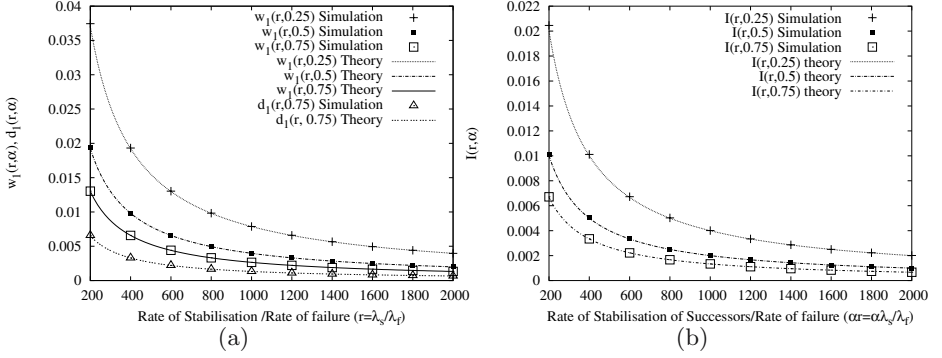 w₁(r,α), d₁(r,α)
0.04
0.035
0.03
0.025
0.02
0.015
0.01
0.005
0
w₁(r,0.25) Simulation
w₁(r,0.5) Simulation
w₁(r,0.75) Simulation
w₁(r,0.25) Theory
w₁(r,0.5) Theory
w₁(r,0.75) Theory
d₁(r,0.75) Simulation
d₁(r, 0.75) Theory
200 400 600 800 1000 1200 1400 1600 1800 2000
Rate of Stabilisation /Rate of failure (r=λₛ/λ_f)
(a)
I(r,α)
0.022
0.02
0.018
0.016
0.014
0.012
0.01
0.008
0.006
0.004
0.002
0
I(r,0.25) Simulation
I(r,0.5) Simulation
I(r,0.75) Simulation
I(r,0.25) theory
I(r,0.5) theory
I(r,0.75) theory
200 400 600 800 1000 1200 1400 1600 1800 2000
Rate of Stabilisation of Successors/Rate of failure (αr=αλₛ/λ_f)
(b)